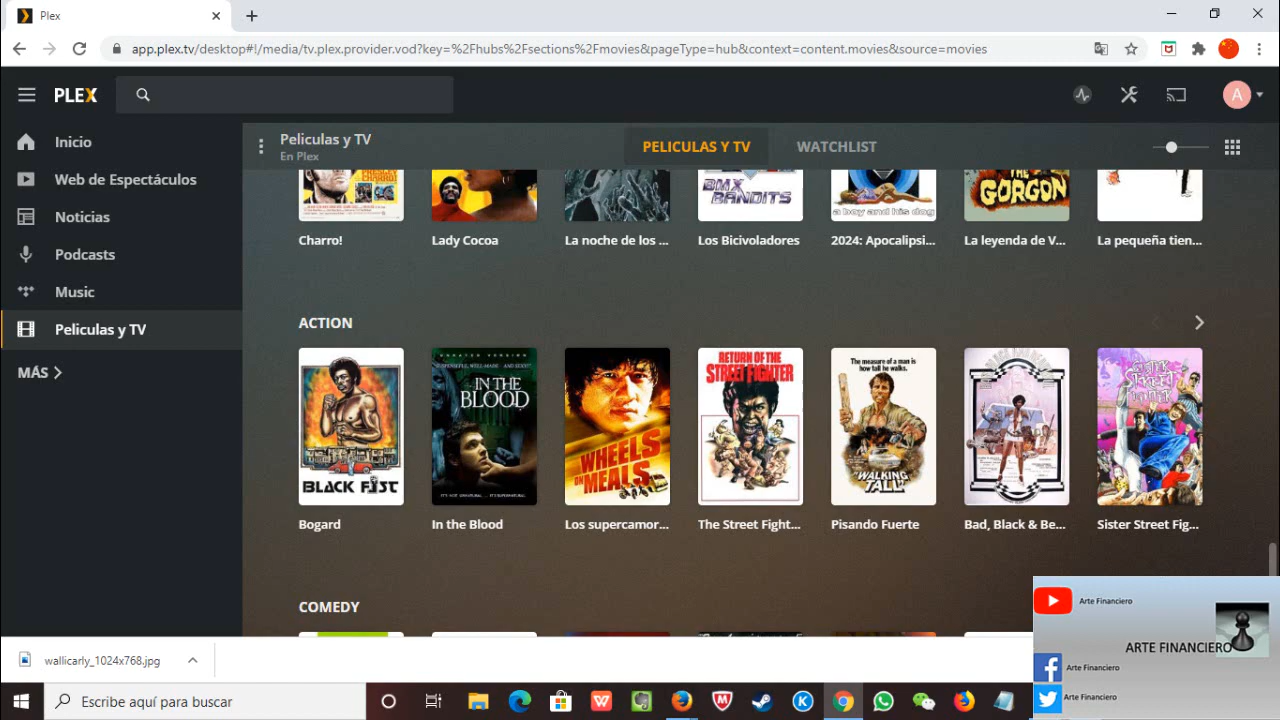 Plex
app.plex.tv/desktop#!/media/tv.plex.provider.vod?key=%2Fhubs%2Fsections%2Fmovies&pageType=hub&context=content.movies&source=movies
PLEX
A
Inicio
Web de Espectáculos
Noticias
Podcasts
Music
Peliculas y TV
MÁS
Peliculas y TV
En Plex
PELICULAS Y TV
WATCHLIST
BMX
BANDITS
a boy and his dog
THE
GORGON
Charro!
Lady Cocoa
La noche de los ...
Los Bicivoladores
2024: Apocalipsi...
La leyenda de V...
La pequeña tien...
ACTION
BLACK FIST
UNRATED VERSION
IN THE
BLOOD
WHEELS
ON MEALS
RETURN OF THE
STREET FIGHTER
The measure of a man is
how tall he walks.
"WALKING
TALL"
SISTER
STREET
FIGHTER
Bogard
In the Blood
Los supercamor...
The Street Fight...
Pisando Fuerte
Bad, Black & Be...
Sister Street Fig...
COMEDY
Arte Financiero
ARTE FINANCIERO
Arte Financiero
Arte Financiero
wallicarly_1024x768.jpg
Escribe aquí para buscar